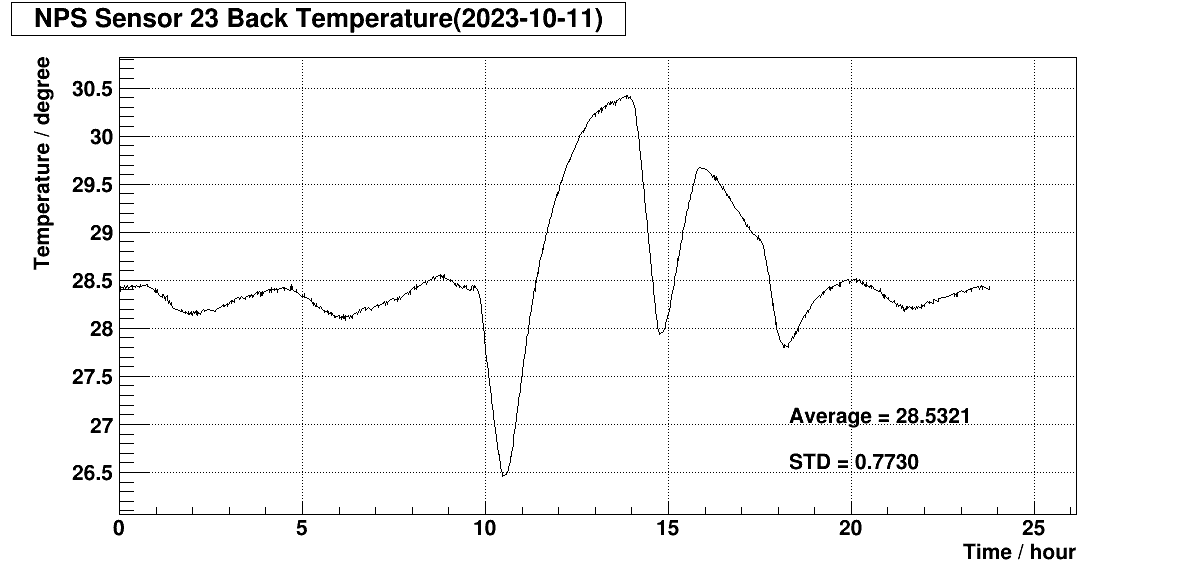 NPS Sensor 23 Back Temperature(2023-10-11)
Temperature / degree
30.5
30
29.5
29
28.5
28
27.5
27
26.5
Average = 28.5321
STD = 0.7730
0 5 10 15 20 25
Time / hour